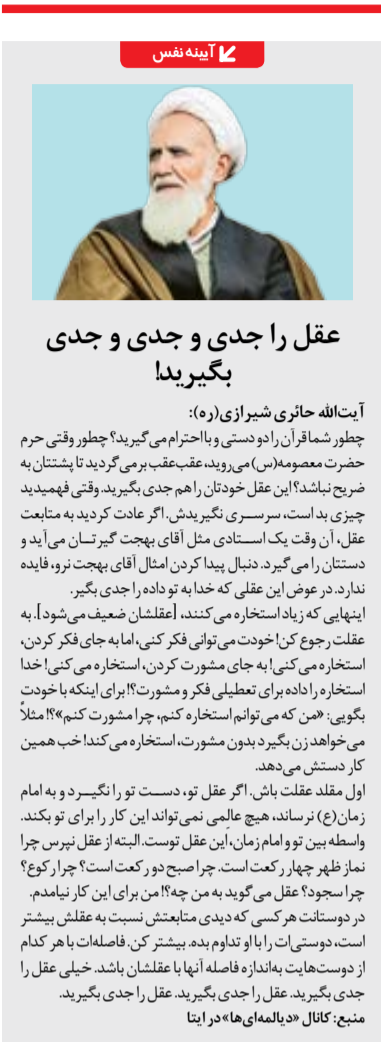 آیینه نفس
عقل را جدی و جدی و جدی
بگیرید!
آیت‌الله حائری شیرازی(ره):
چطور شما قرآن را دو دستی و با احترام می‌گیرید؟ چطور وقتی حرم
حضرت معصومه(س) می‌روید، عقب‌عقب برمی‌گردید تا پشتتان به
ضریح نباشد؟ این عقل خودتان را هم جدی بگیرید. وقتی فهمیدید
چیزی بد است، سرسری نگیریدش. اگر عادت کردید به متابعت
عقل، آن وقت یک استادی مثل آقای بهجت گیرتان می‌آید و
دستتان را می‌گیرد. دنبال پیدا کردن امثال آقای بهجت نرو، فایده
ندارد. در عوض این عقلی که خدا به تو داده را جدی بگیر.
اینهایی که زیاد استخاره می‌کنند، [عقلشان ضعیف می‌شود]. به
عقلت رجوع کن! خودت می‌توانی فکر کنی، اما به جای فکر کردن،
استخاره می‌کنی! به جای مشورت کردن، استخاره می‌کنی! خدا
استخاره را داده برای تعطیلی فکر و مشورت؟! برای اینکه با خودت
بگویی: «من که می‌توانم استخاره کنم، چرا مشورت کنم»؟! مثلاً
می‌خواهد زن بگیرد بدون مشورت، استخاره می‌کند! خب همین
کار دستش می‌دهد.
اول مقلد عقلت باش. اگر عقل تو، دست تو را نگیرد و به امام
زمان(ع) نرساند، هیچ عالِمی نمی‌تواند این کار را برای تو بکند.
واسطه بین تو و امام زمان، این عقل توست. البته از عقل نپرس چرا
نماز ظهر چهار رکعت است. چرا صبح دو رکعت است؟ چرا رکوع؟
چرا سجود؟ عقل می‌گوید به من چه؟! من برای این کار نیامدم.
در دوستانت هر کسی که دیدی متابعتش نسبت به عقلش بیشتر
است، دوستی‌ات را با او تداوم بده. بیشتر کن. فاصله‌ات با هر کدام
از دوست‌هایت به‌اندازه فاصله آنها با عقلشان باشد. خیلی عقل را
جدی بگیرید. عقل را جدی بگیرید. عقل را جدی بگیرید.
منبع: کانال «دیالمه‌ای‌ها» در ایتا